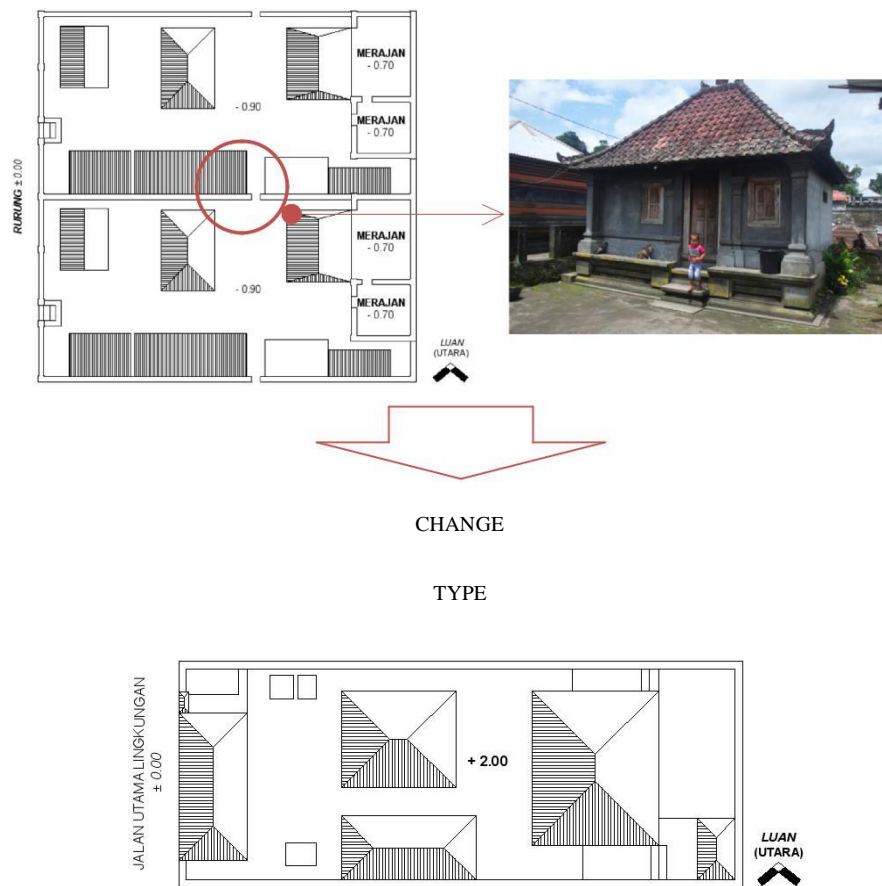 MERAJAN
- 0.70
- 0.90
MERAJAN
- 0.70
RURUNG ± 0.00
MERAJAN
- 0.70
- 0.90
MERAJAN
- 0.70
LUAN
(UTARA)
CHANGE
TYPE
JALAN UTAMA LINGKUNGAN
± 0.00
+ 2.00
LUAN
(UTARA)